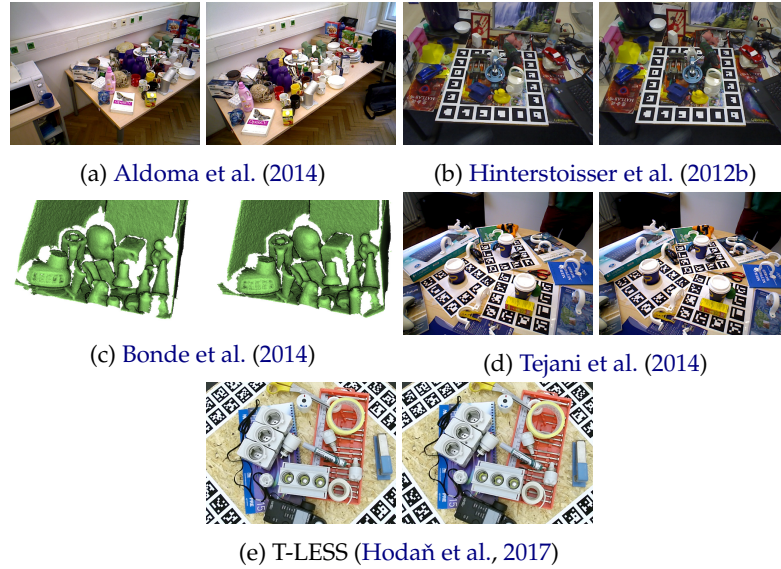 (a) Aldoma et al. (2014)
(b) Hinterstoisser et al. (2012b)
(c) Bonde et al. (2014)
(d) Tejani et al. (2014)
(e) T-LESS (Hodaň et al., 2017)